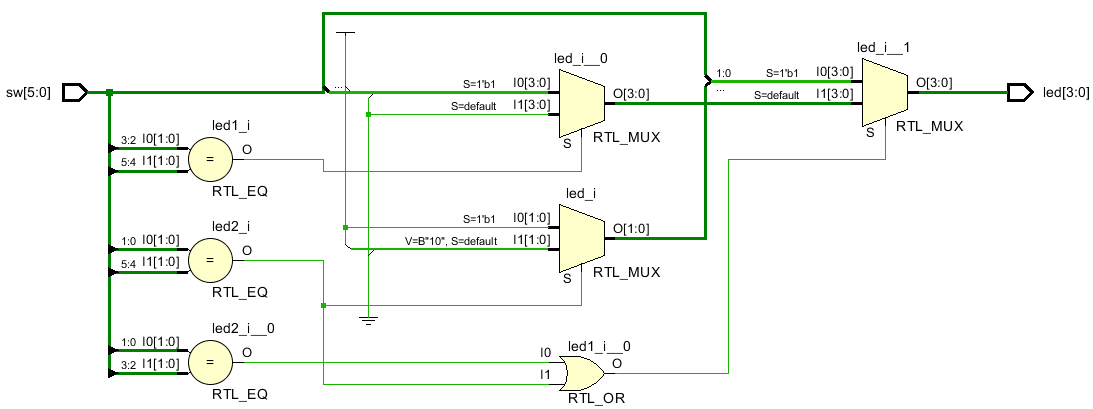 led_i__0
led_i__1
S=1'b1 I0[3:0]
S=default I1[3:0]
O[3:0]
S
RTL_MUX
1:0 S=1'b1 I0[3:0]
...
S=default I1[3:0]
O[3:0]
S
RTL_MUX
sw[5:0]
...
led[3:0]
led1_i
3:2 I0[1:0]
5:4 I1[1:0]
=
O
RTL_EQ
led_i
S=1'b1 I0[1:0]
V=B"10", S=default I1[1:0]
O[1:0]
S
RTL_MUX
led2_i
1:0 I0[1:0]
5:4 I1[1:0]
=
O
RTL_EQ
led2_i__0
1:0 I0[1:0]
3:2 I1[1:0]
=
O
RTL_EQ
led1_i__0
I0
I1
O
RTL_OR